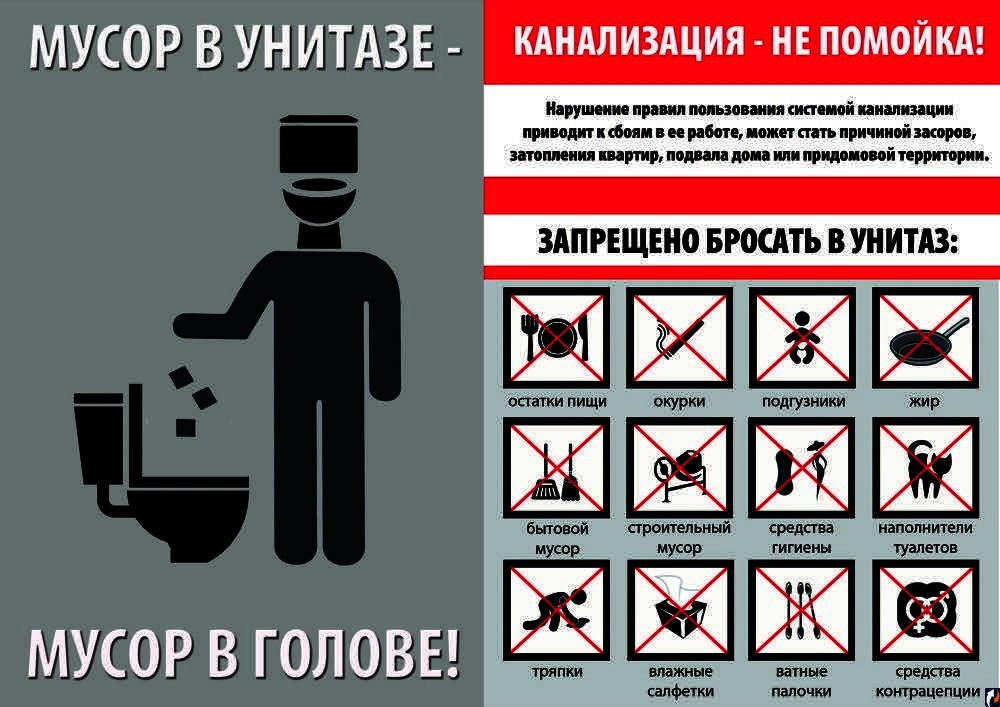 МУСОР В УНИТАЗЕ -
МУСОР В ГОЛОВЕ!
КАНАЛИЗАЦИЯ - НЕ ПОМОЙКА!
Нарушение правил пользования системой канализации
приводит к сбоям в ее работе, может стать причиной засоров,
затопления квартир, подвала дома или придомовой территории.
ЗАПРЕЩЕНО БРОСАТЬ В УНИТАЗ:
остатки пищи
окурки
подгузники
жир
бытовой
мусор
строительный
мусор
средства
гигиены
наполнители
туалетов
тряпки
влажные
салфетки
ватные
палочки
средства
контрацепции